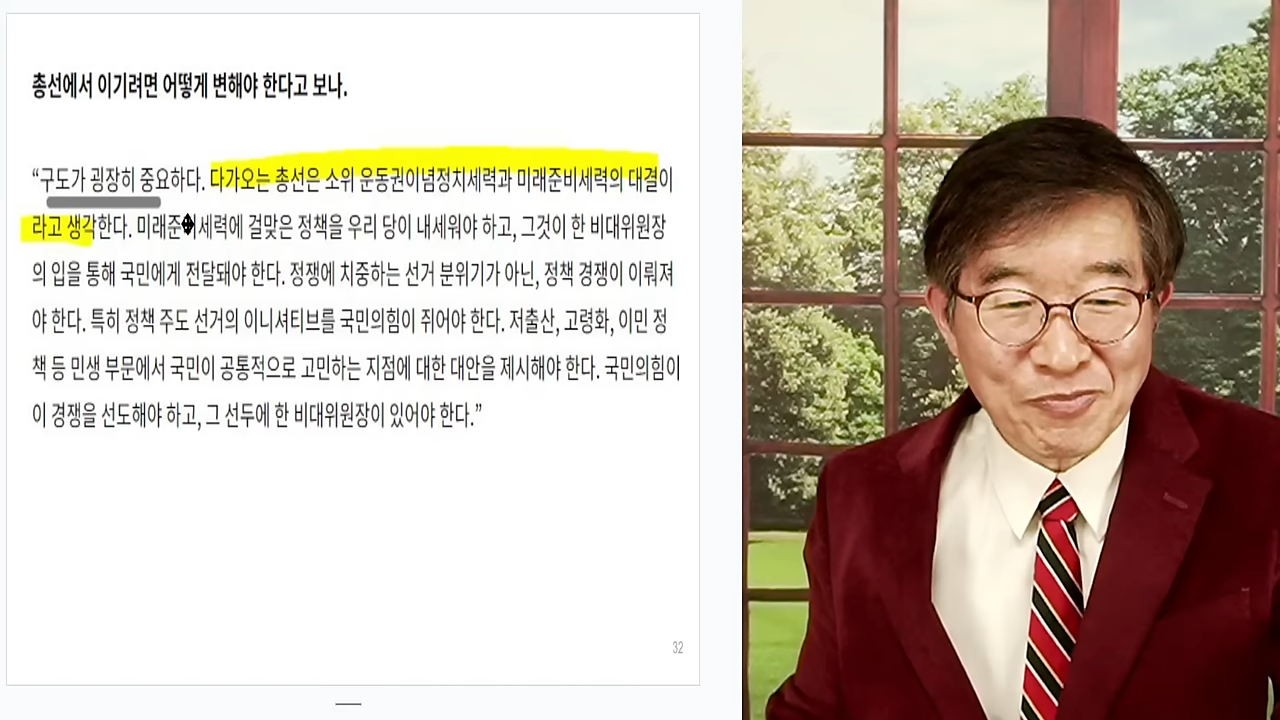 총선에서 이기려면 어떻게 변해야 한다고 보나.
“구도가 굉장히 중요하다. 다가오는 총선은 소위 운동권이념정치세력과 미래준비세력의 대결이
라고 생각한다. 미래준비세력에 걸맞은 정책을 우리 당이 내세워야 하고, 그것이 한 비대위원장
의 입을 통해 국민에게 전달돼야 한다. 정쟁에 치중하는 선거 분위기가 아닌, 정책 경쟁이 이뤄져
야 한다. 특히 정책 주도 선거의 이니셔티브를 국민의힘이 쥐어야 한다. 저출산, 고령화, 이민 정
책 등 민생 부문에서 국민이 공통적으로 고민하는 지점에 대한 대안을 제시해야 한다. 국민의힘이
이 경쟁을 선도해야 하고, 그 선두에 한 비대위원장이 있어야 한다.”
32